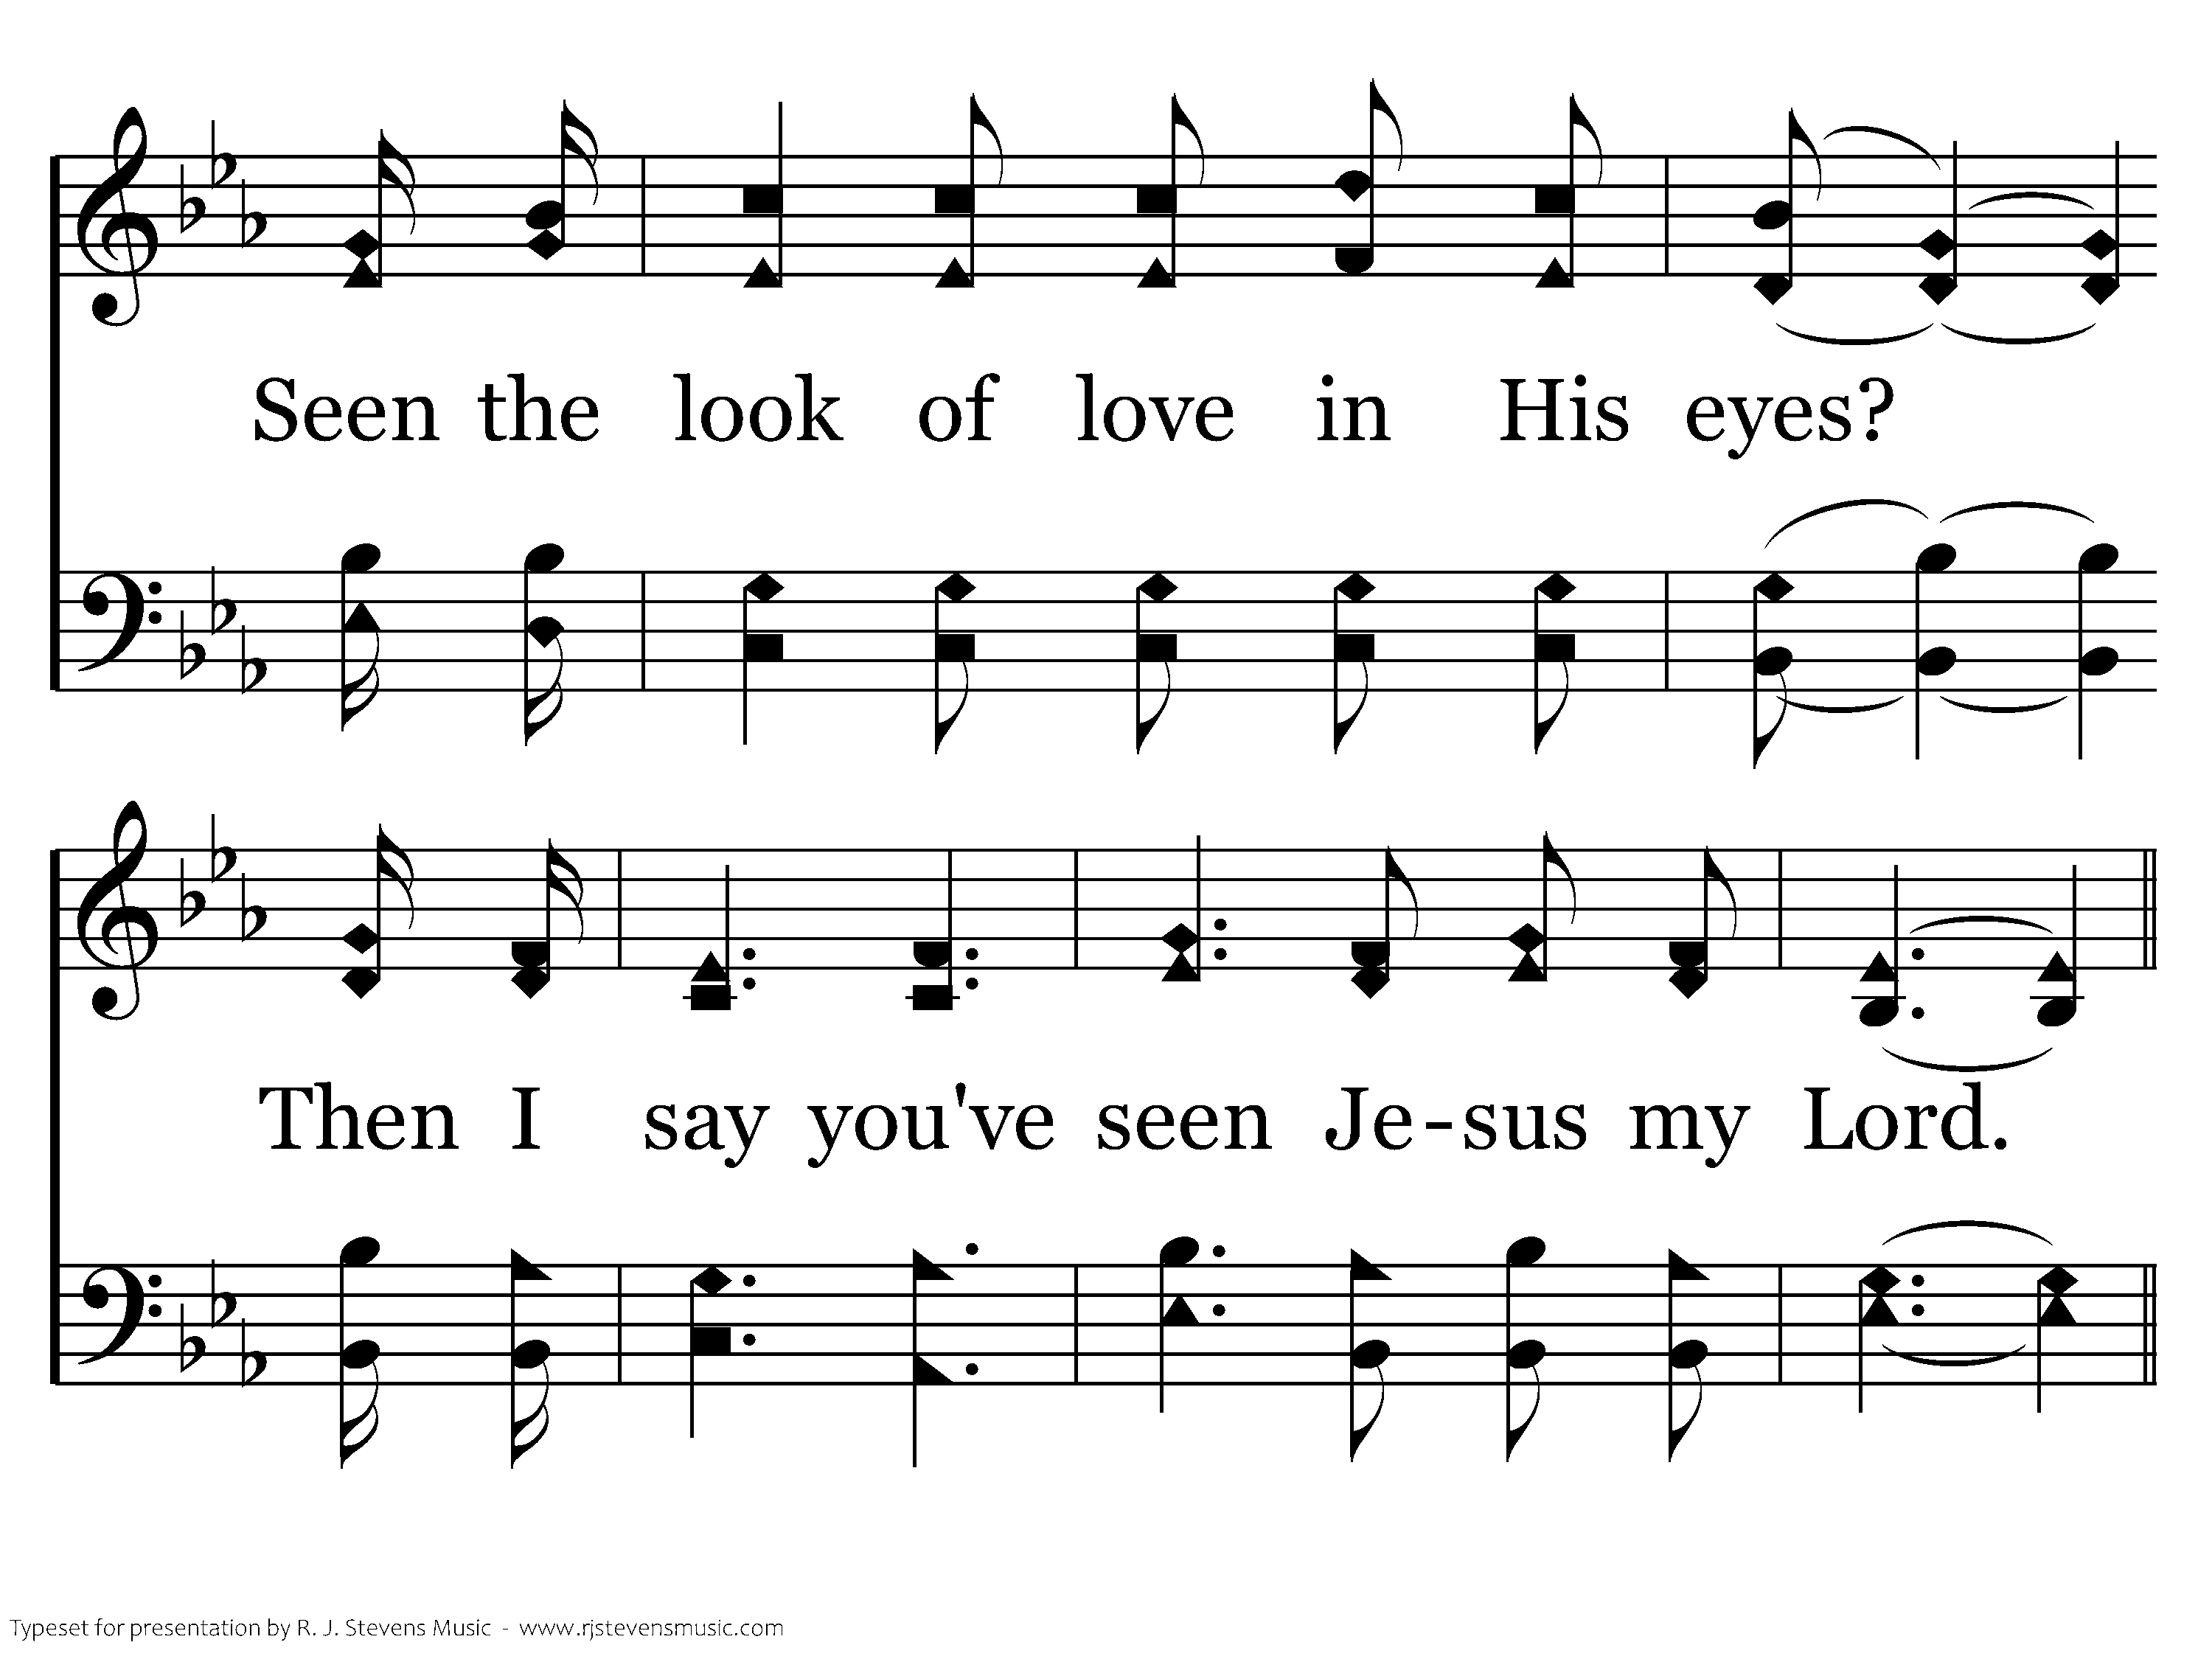 Seen the look of love in His eyes?
Then I say you've seen Je-sus my Lord.
Typeset for presentation by R. J. Stevens Music - www.rjstevensmusic.com